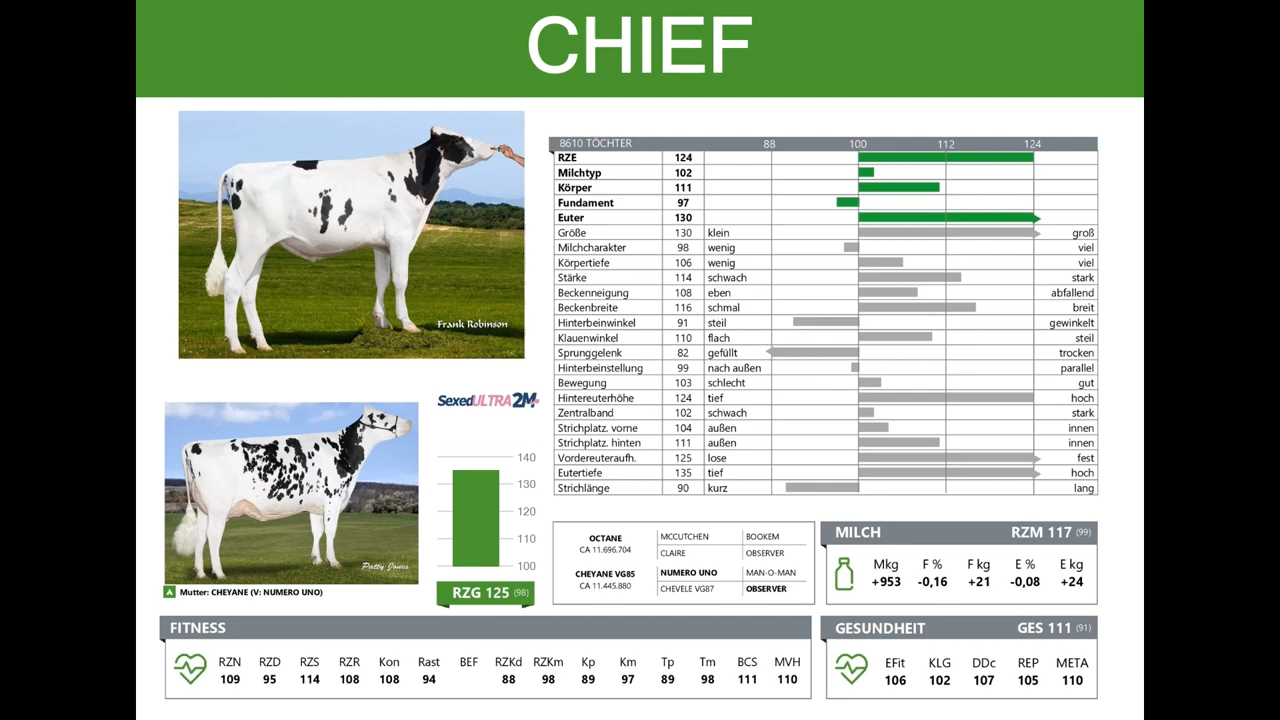 CHIEF
Frank Robinson
8610 TÖCHTER 88 100 112 124
RZE 124
Milchtyp 102
Körper 111
Fundament 97
Euter 130
Größe 130 klein groß
Milchcharakter 98 wenig viel
Körpertiefe 106 wenig viel
Stärke 114 schwach stark
Beckenneigung 108 eben abfallend
Beckenbreite 116 schmal breit
Hinterbeinwinkel 91 steil gewinkelt
Klauenwinkel 110 flach steil
Sprunggelenk 82 gefüllt trocken
Hinterbeinstellung 99 nach außen parallel
Bewegung 103 schlecht gut
Hintereuterhöhe 124 tief hoch
Zentralband 102 schwach stark
Strichplatz. vorne 104 außen innen
Strichplatz. hinten 111 außen innen
Vordereuteraufh. 125 lose fest
Eutertiefe 135 tief hoch
Strichlänge 90 kurz lang
Patty Jones
Mutter: CHEYANE (V: NUMERO UNO)
SexedULTRA2M
140
130
120
110
100
RZG 125 (98)
OCTANE
CA 11.696.704
MCCUTCHEN BOOKEM
CLAIRE OBSERVER
CHEYANE VG85
CA 11.445.880
NUMERO UNO MAN-O-MAN
CHEVELE VG87 OBSERVER
MILCH RZM 117 (99)
Mkg F % F kg E % E kg
+953 -0,16 +21 -0,08 +24
FITNESS
RZN RZD RZS RZR Kon Rast BEF RZKd RZKm Kp Km Tp Tm BCS MVH
109 95 114 108 108 94 88 98 89 97 89 98 111 110
GESUNDHEIT GES 111 (91)
EFit KLG DDc REP META
106 102 107 105 110